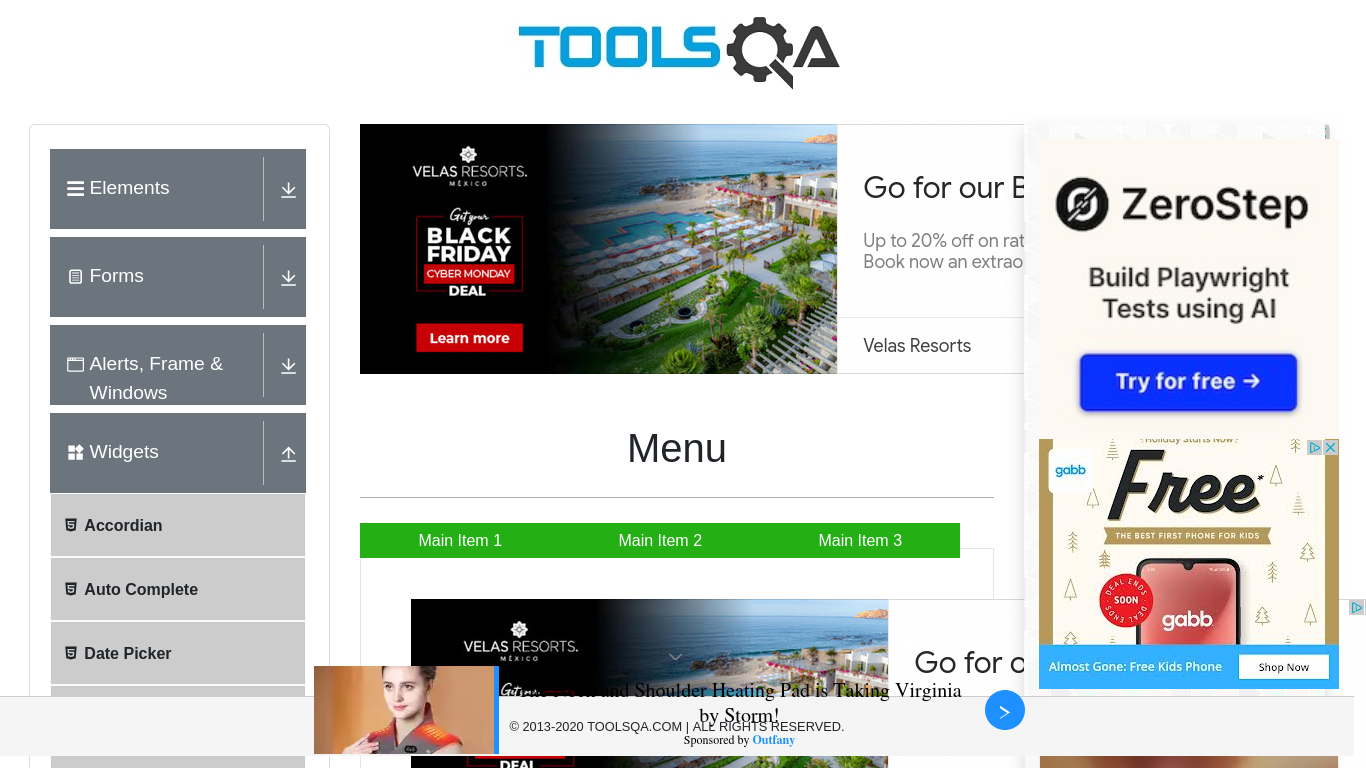 TOOLSQA
Elements
Forms
Alerts, Frame &
Windows
Widgets
Accordian
Auto Complete
Date Picker
VELAS RESORTS.
MÉXICO
Get your
BLACK
FRIDAY
CYBER MONDAY
DEAL
Learn more
Go for our B
Up to 20% off on rat
Book now an extrao
Velas Resorts
ZeroStep
Build Playwright
Tests using AI
Try for free →
Menu
Main Item 1
Main Item 2
Main Item 3
Holiday Starts Now
gabb
Free*
THE BEST FIRST PHONE FOR KIDS
DEAL ENDS
SOON
DEAL ENDS
gabb
Almost Gone: Free Kids Phone
Shop Now
VELAS RESORTS.
MÉXICO
Go for o
and Shoulder Heating Pad is Taking Virginia
by Storm!
© 2013-2020 TOOLSQA.COM | ALL RIGHTS RESERVED.
Sponsored by Outfany
DEAL